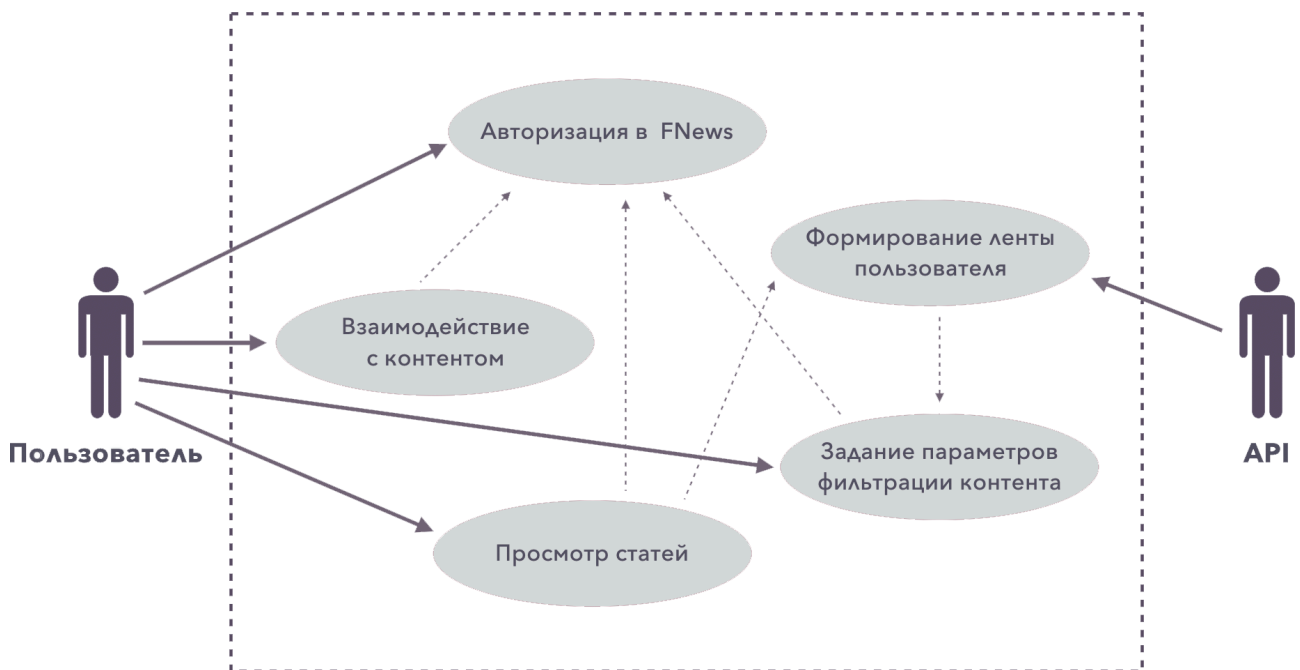 Авторизация в FNews
Формирование ленты
пользователя
Взаимодействие
с контентом
Пользователь
API
Задание параметров
фильтрации контента
Просмотр статей